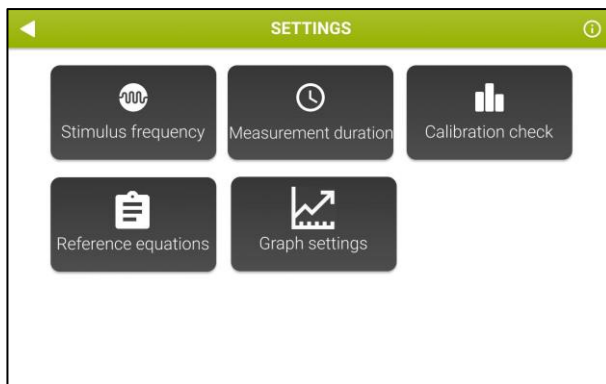 SETTINGS
Stimulus frequency
Measurement duration
Calibration check
Reference equations
Graph settings